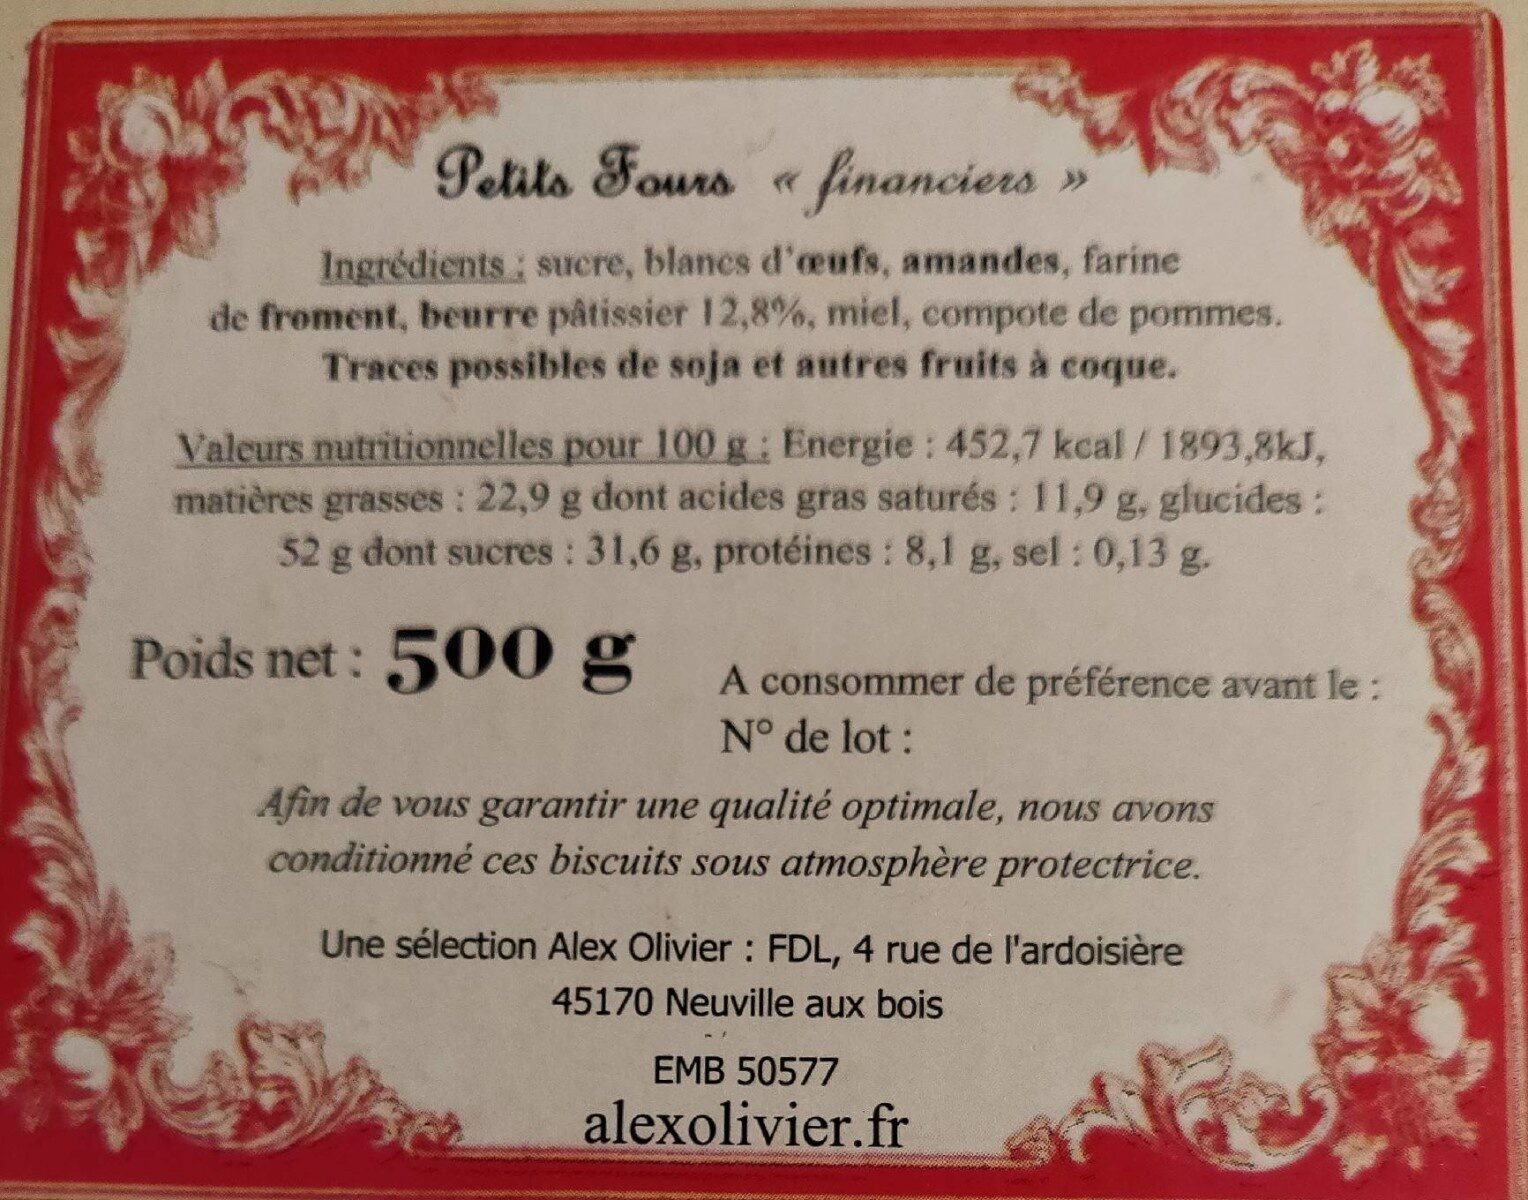 Petits Fours « financiers »
Ingrédients : sucre, blancs d'œufs, amandes, farine
de froment, beurre pâtissier 12,8%, miel, compote de pommes.
Traces possibles de soja et autres fruits à coque.
Valeurs nutritionnelles pour 100 g : Energie : 452,7 kcal / 1893,8kJ,
matières grasses : 22,9 g dont acides gras saturés : 11,9 g, glucides :
52 g dont sucres : 31,6 g, protéines : 8,1 g, sel : 0,13 g.
Poids net : 500 g
A consommer de préférence avant le :
N° de lot :
Afin de vous garantir une qualité optimale, nous avons
conditionné ces biscuits sous atmosphère protectrice.
Une sélection Alex Olivier : FDL, 4 rue de l'ardoisière
45170 Neuville aux bois
EMB 50577
alexolivier.fr